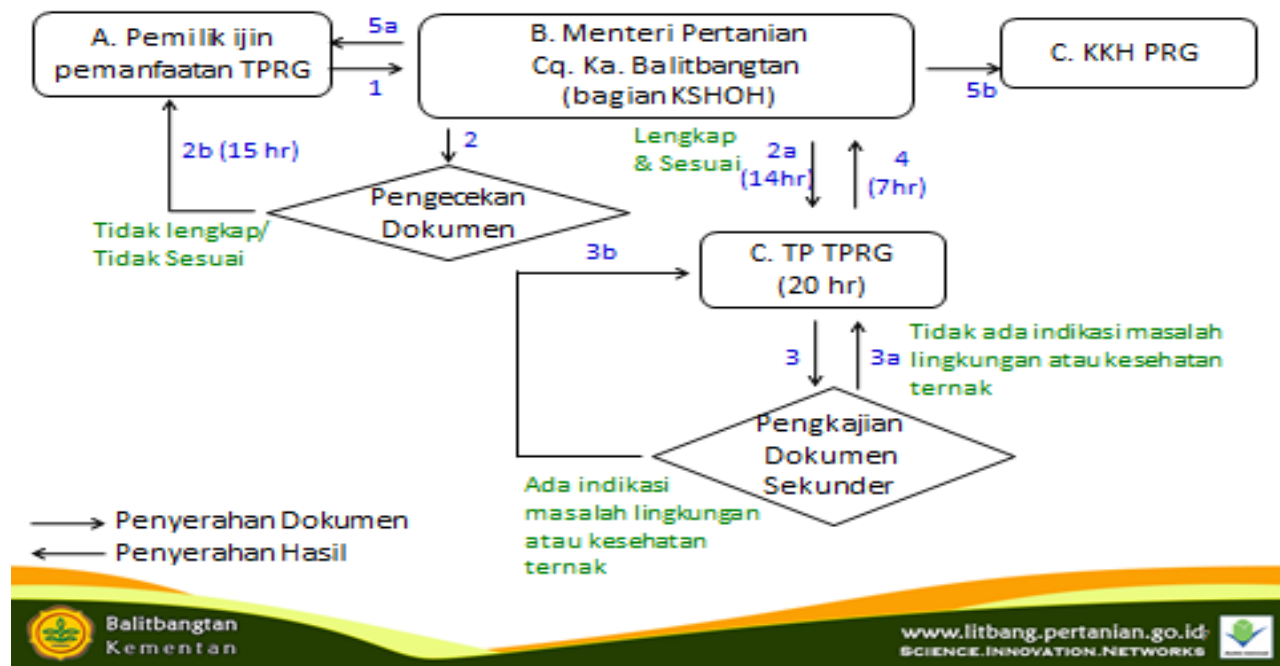 A. Pemilik ijin
pemanfaatan TPRG
5a
1
B. Menteri Pertanian
Cq. Ka. Balitbangtan
(bagian KSHOH)
5b
C. KKH PRG
2b (15 hr)
2
Lengkap
& Sesuai
2a
(14hr)
4
(7hr)
Pengecekan
Dokumen
Tidak lengkap/
Tidak Sesuai
3b
C. TP TPRG
(20 hr)
3
3a
Tidak ada indikasi masalah
lingkungan atau kesehatan
ternak
Pengkajian
Dokumen
Sekunder
Ada indikasi
masalah lingkungan
atau kesehatan
ternak
Penyerahan Dokumen
Penyerahan Hasil
Balitbangtan
Kementan
www.litbang.pertanian.go.id
SCIENCE.INNOVATION.NETWORKS